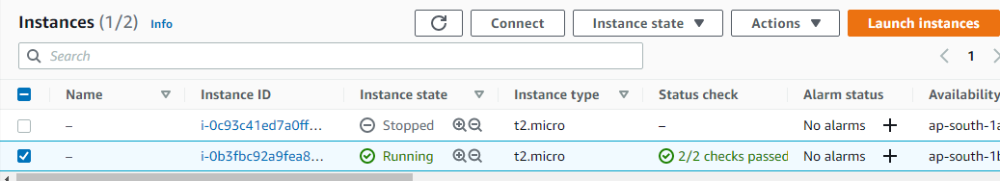 Instances (1/2) Info Connect Instance state Actions Launch instances
Search 1
Name Instance ID Instance state Instance type Status check Alarm status Availability
– i-0c93c41ed7a0ff... Stopped t2.micro – No alarms + ap-south-1a
– i-0b3fbc92a9fea8... Running t2.micro 2/2 checks passed No alarms + ap-south-1b